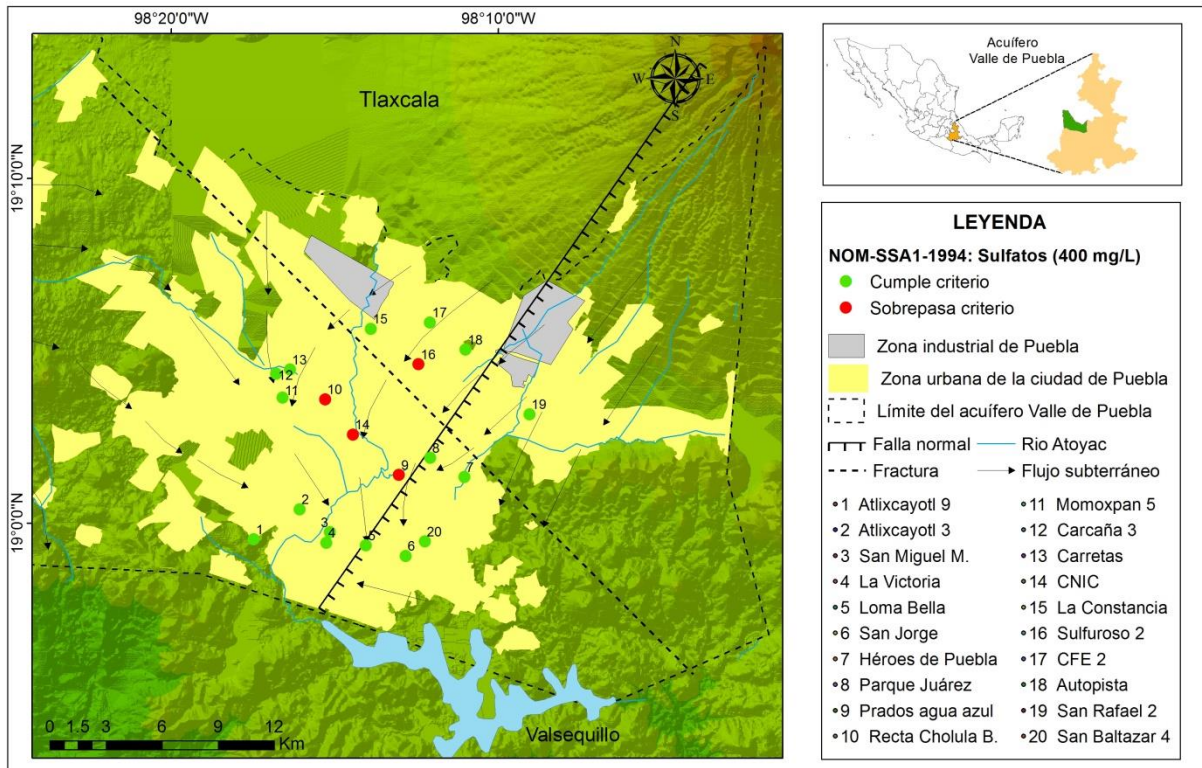 98°20'0"W
98°10'0"W
19°10'0"N
19°0'0"N
N
W
E
S
Tlaxcala
17
15
18
16
13
12
11
10
19
14
8
9
7
2
3
1
4
5
20
6
0 1.5 3 6 9 12
Km
Valsequillo
Acuífero
Valle de Puebla
LEYENDA
NOM-SSA1-1994: Sulfatos (400 mg/L)
Cumple criterio
Sobrepasa criterio
Zona industrial de Puebla
Zona urbana de la ciudad de Puebla
Límite del acuífero Valle de Puebla
Falla normal
Rio Atoyac
Fractura
Flujo subterráneo
1 Atlixcayotl 9
2 Atlixcayotl 3
3 San Miguel M.
4 La Victoria
5 Loma Bella
6 San Jorge
7 Héroes de Puebla
8 Parque Juárez
9 Prados agua azul
10 Recta Cholula B.
11 Momoxpan 5
12 Carcaña 3
13 Carretas
14 CNIC
15 La Constancia
16 Sulfuroso 2
17 CFE 2
18 Autopista
19 San Rafael 2
20 San Baltazar 4